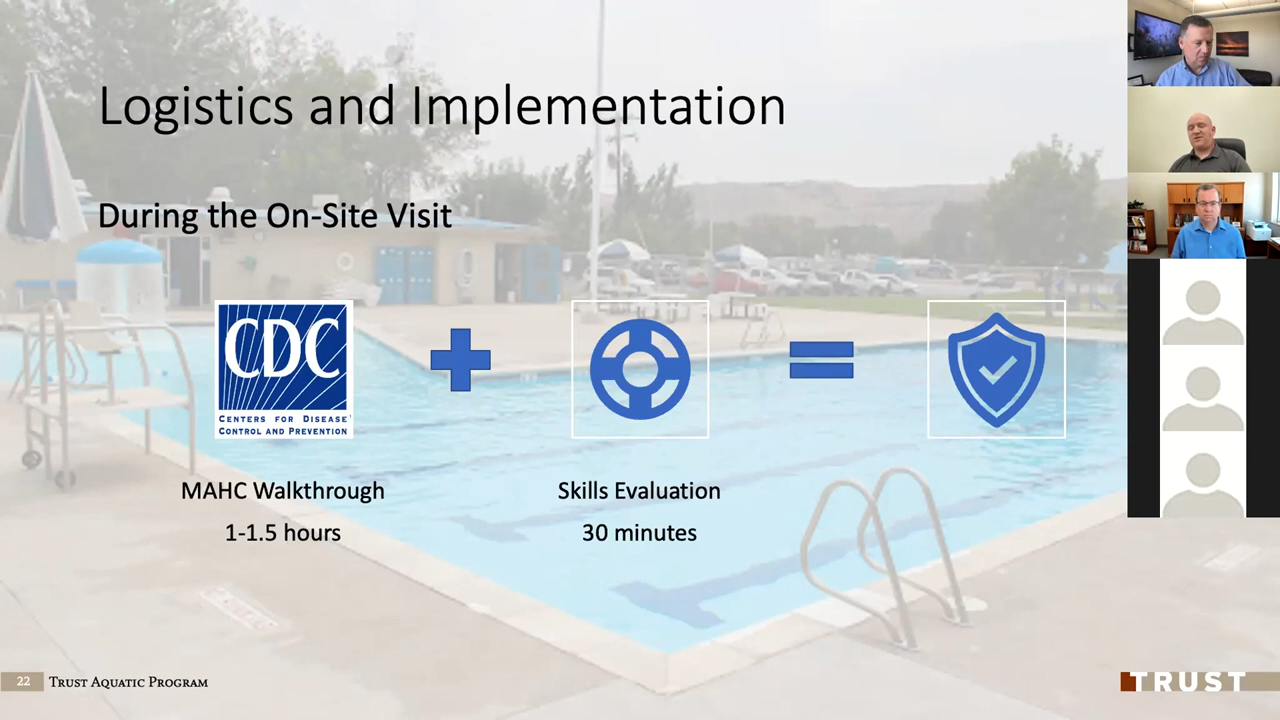 Logistics and Implementation
During the On-Site Visit
CDC
CENTERS FOR DISEASE
CONTROL AND PREVENTION
MAHC Walkthrough
1-1.5 hours
Skills Evaluation
30 minutes
22
TRUST AQUATIC PROGRAM
TRUST